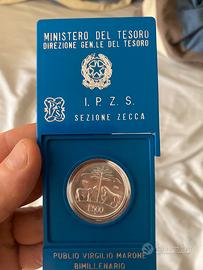 MINISTERO DEL TESORO
DIREZIONE GEN.LE DEL TESORO
I.P.Z.S.
SEZIONE ZECCA
L.500
PUBLIO VIRGILIO MARONE
BIMILLENARIO